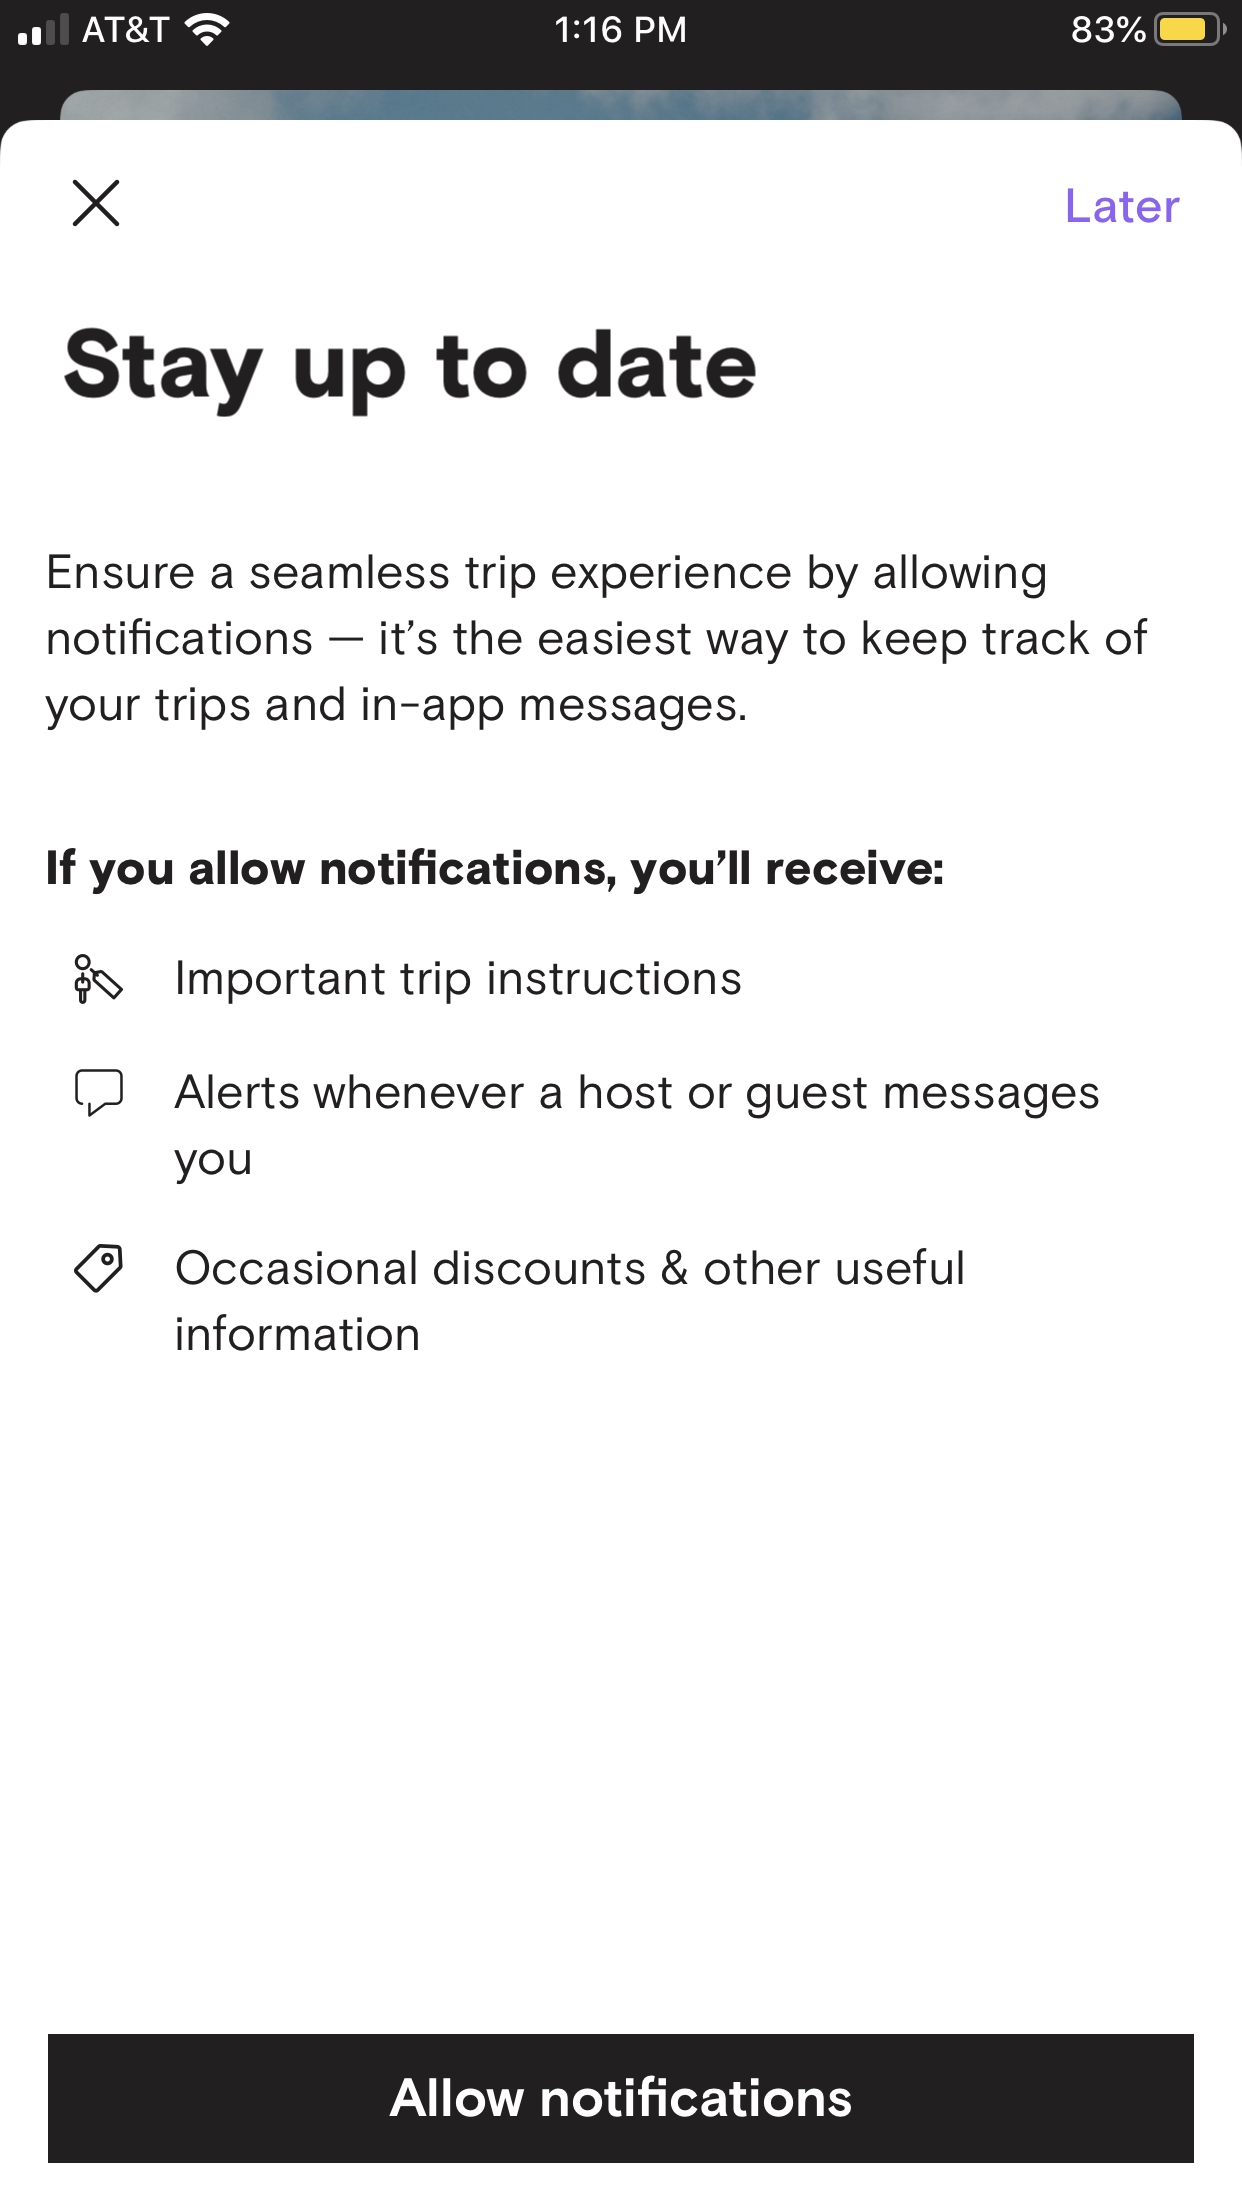 AT&T 1:16 PM 83%
Later
Stay up to date
Ensure a seamless trip experience by allowing
notifications — it’s the easiest way to keep track of
your trips and in-app messages.
If you allow notifications, you’ll receive:
Important trip instructions
Alerts whenever a host or guest messages
you
Occasional discounts & other useful
information
Allow notifications